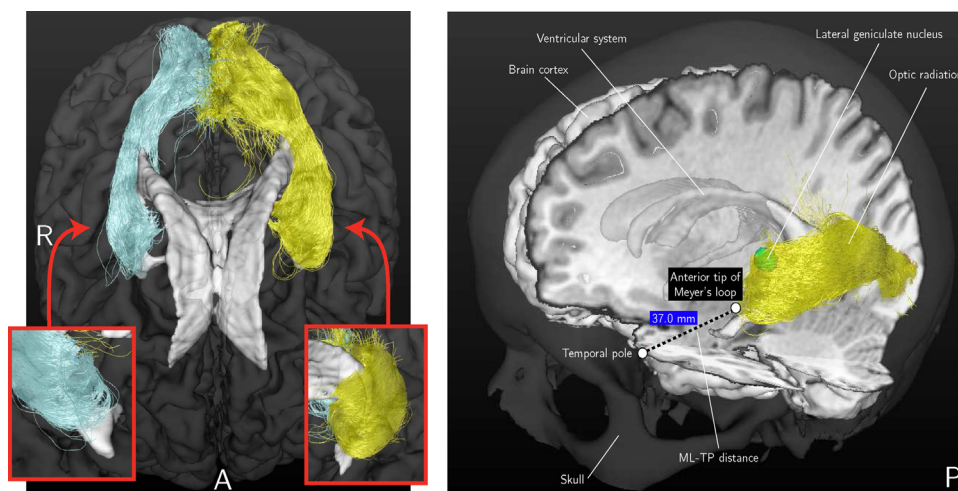 R
A
Ventricular system
Lateral geniculate nucleus
Brain cortex
Optic radiation
Anterior tip of
Meyer's loop
37.0 mm
Temporal pole
ML-TP distance
Skull
P